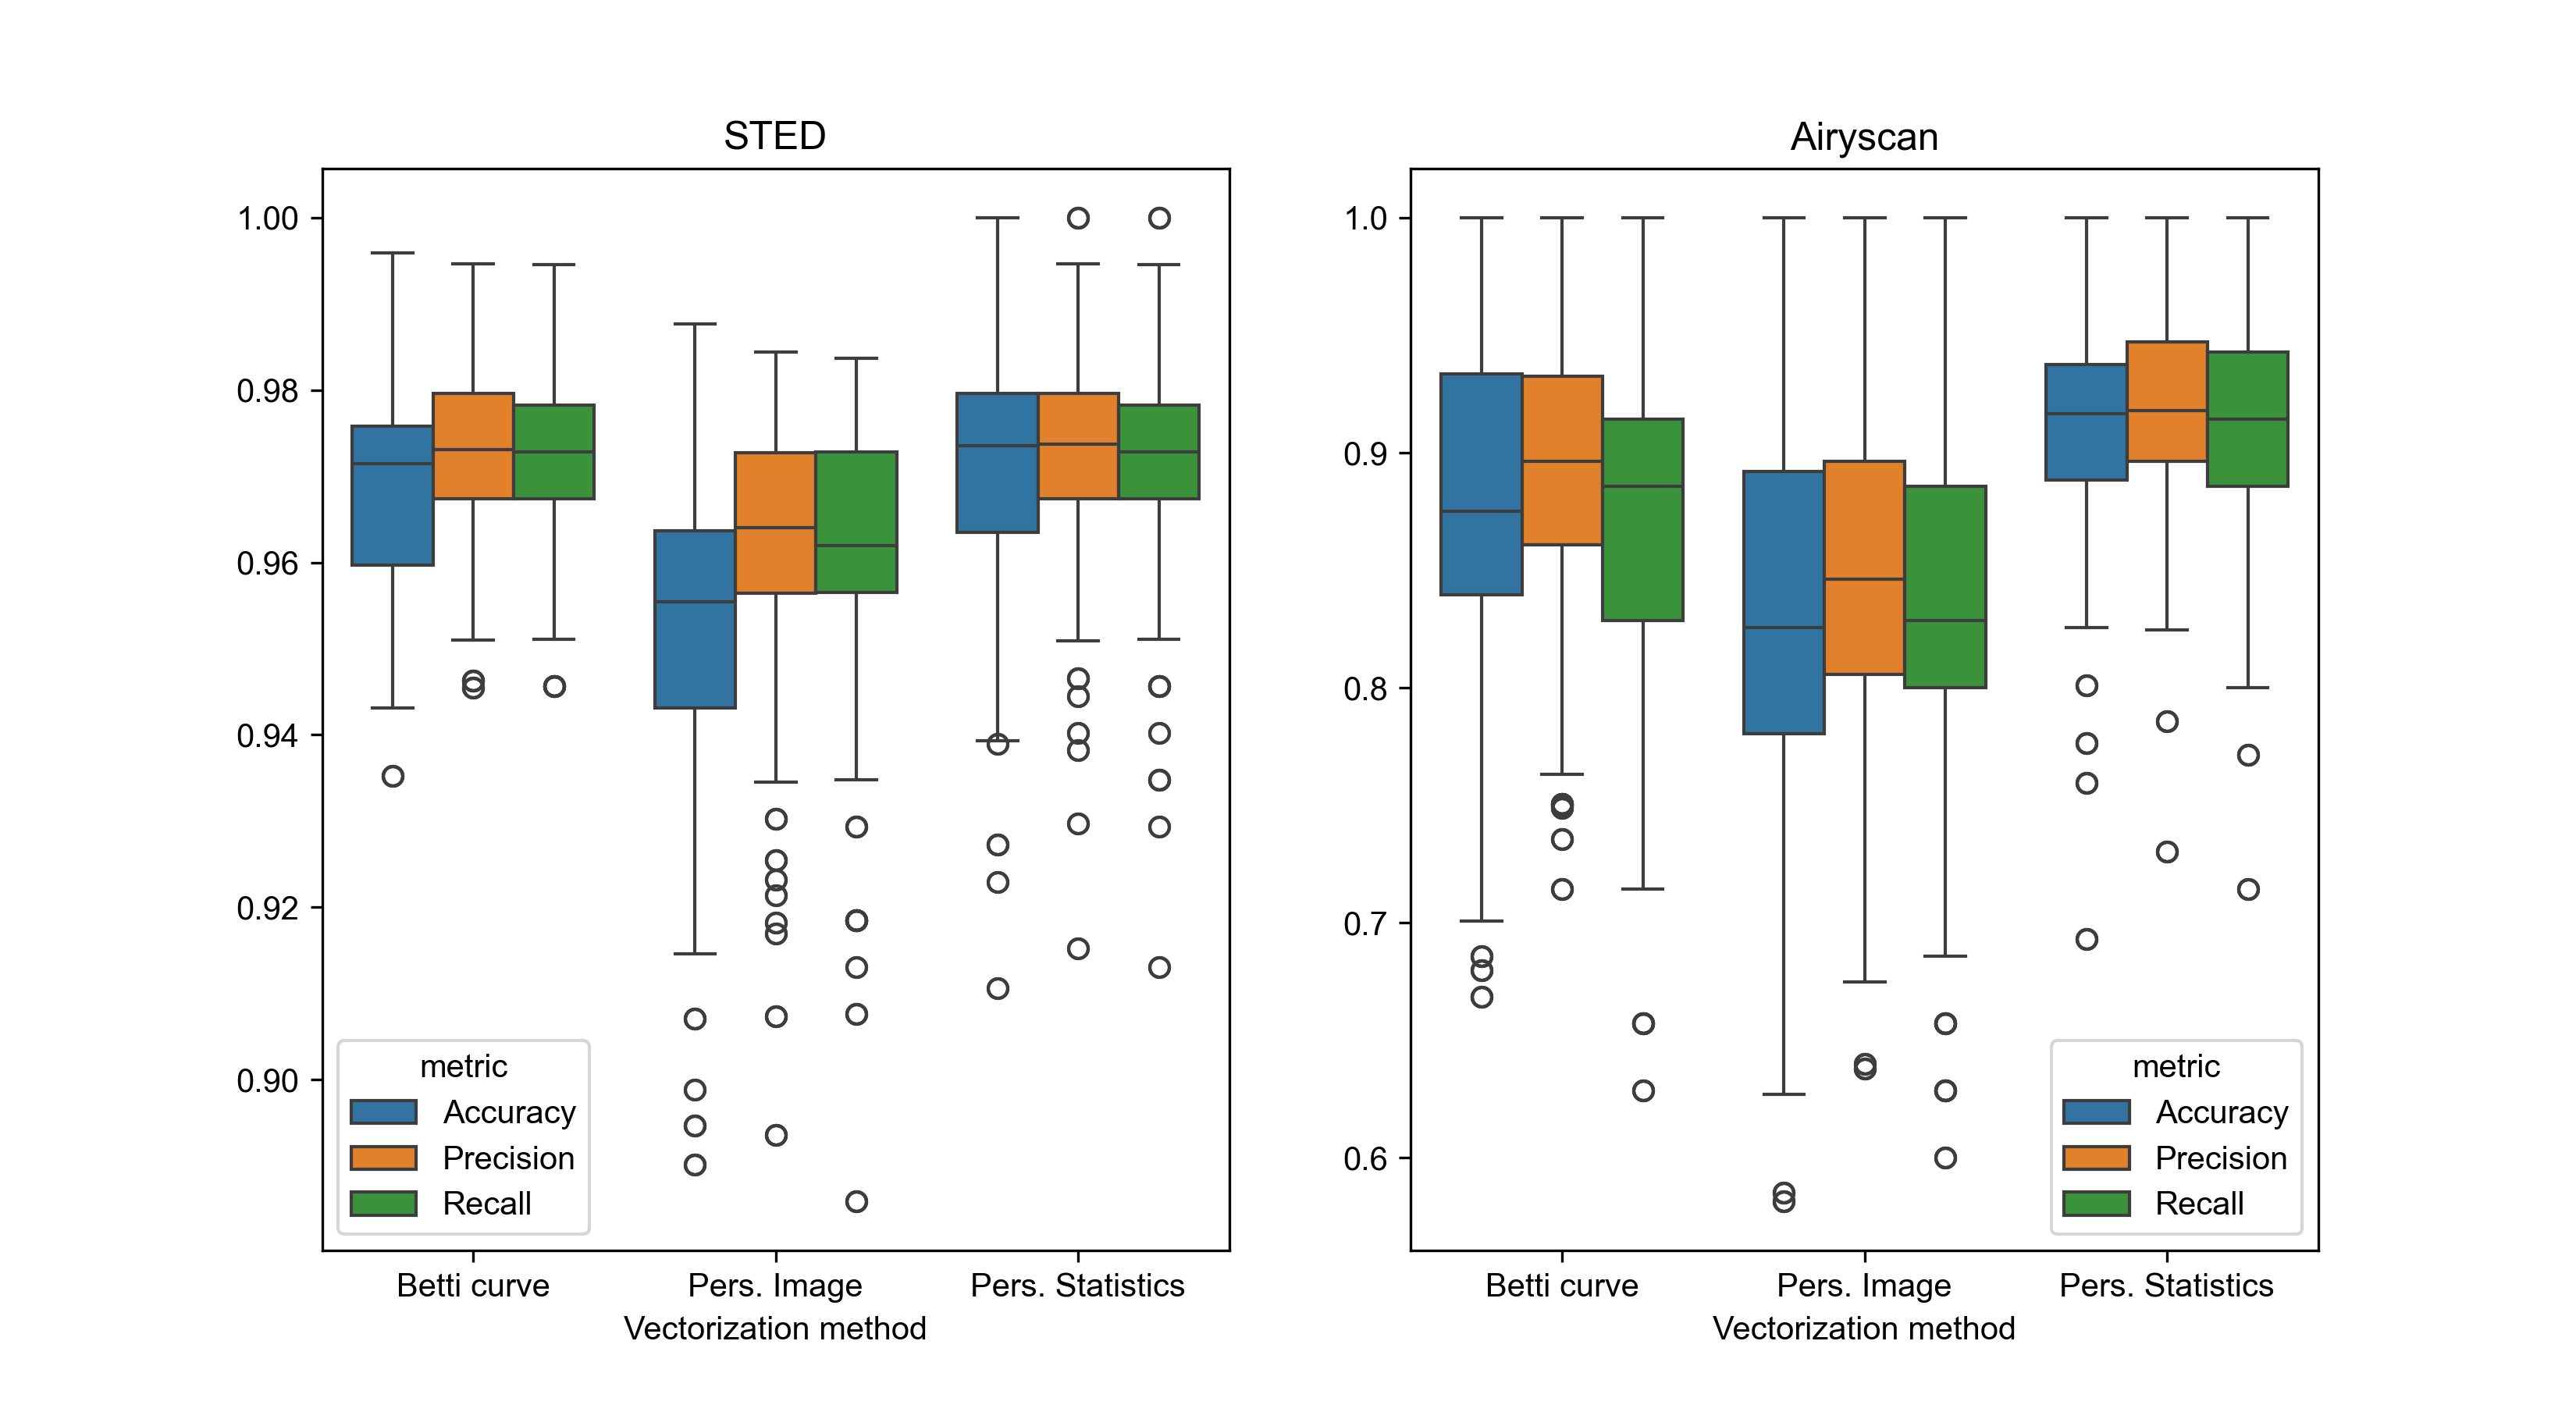 STED
1.00
0.98
0.96
0.94
0.92
0.90
metric
Accuracy
Precision
Recall
Betti curve
Pers. Image
Pers. Statistics
Vectorization method
Airyscan
1.0
0.9
0.8
0.7
0.6
metric
Accuracy
Precision
Recall
Betti curve
Pers. Image
Pers. Statistics
Vectorization method